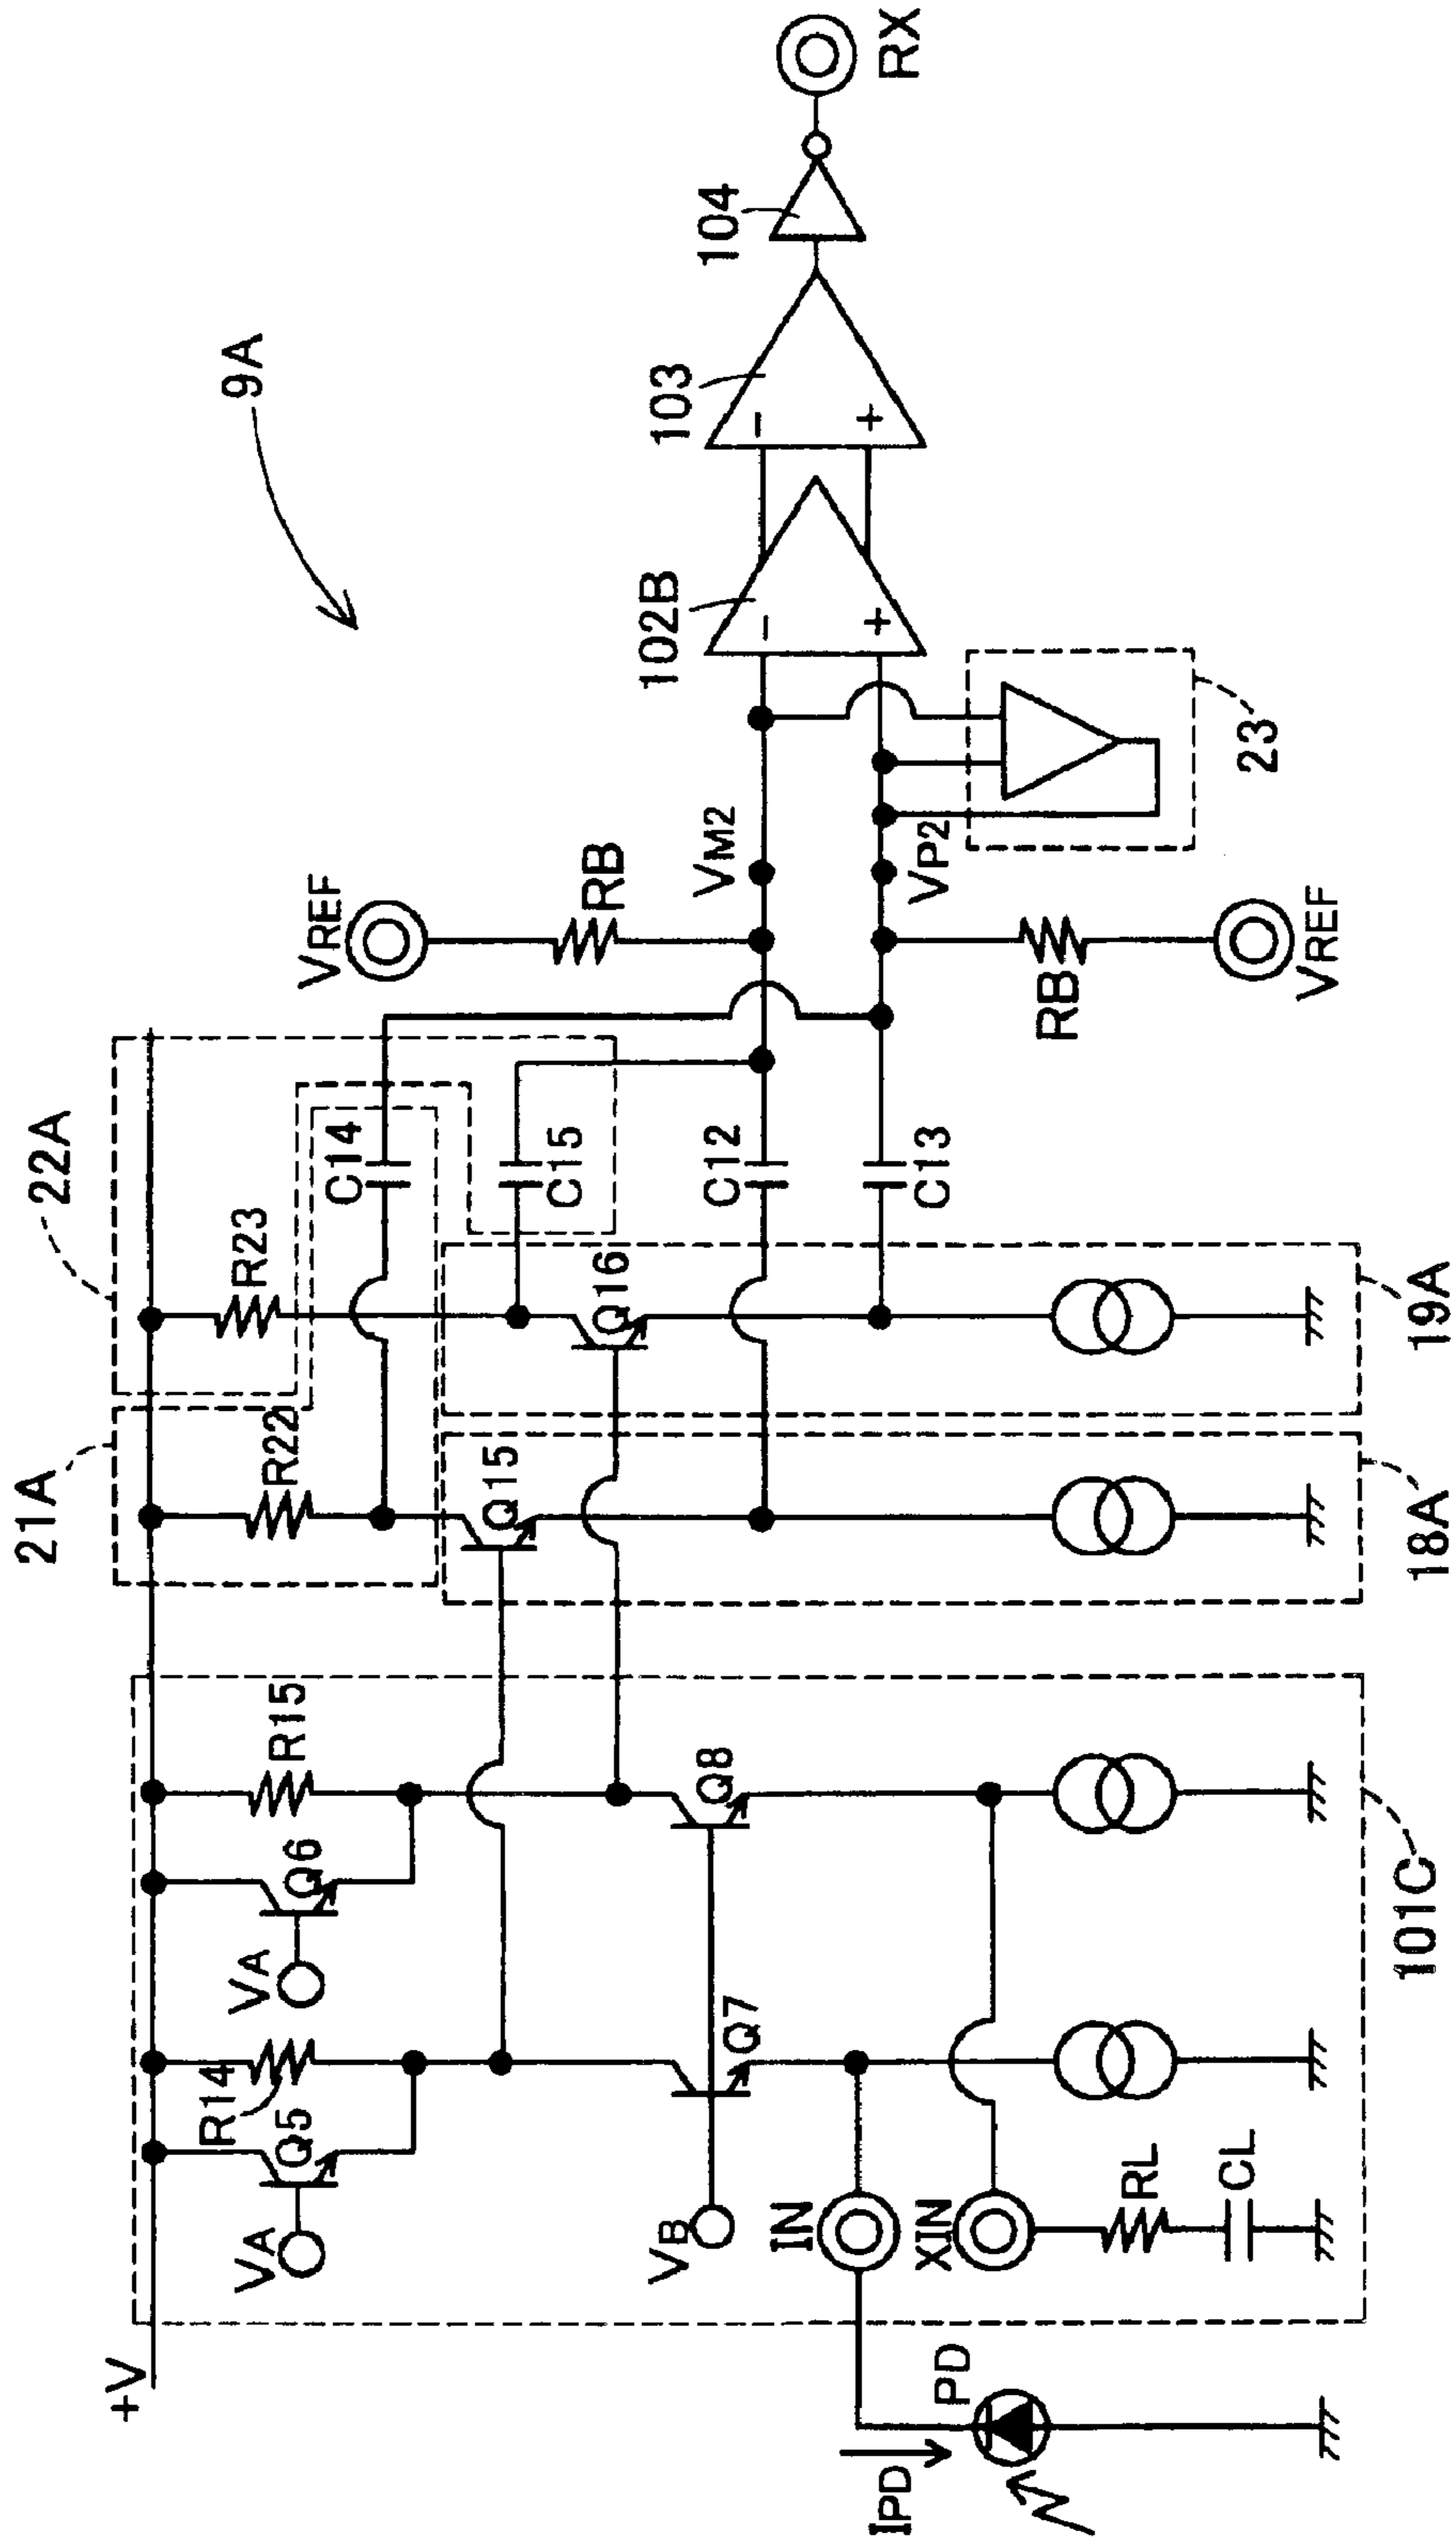 9A
+V
21A
22A
R14
Q5
VA
Q6
VA
R15
R22
R23
C14
C15
VREF
RB
Q15
Q16
VB
Q7
Q8
C12
C13
VM2
VP2
102B
−
+
103
−
+
104
RX
IPD
PD
IN
XIN
RL
CL
RB
VREF
23
101C
18A
19A